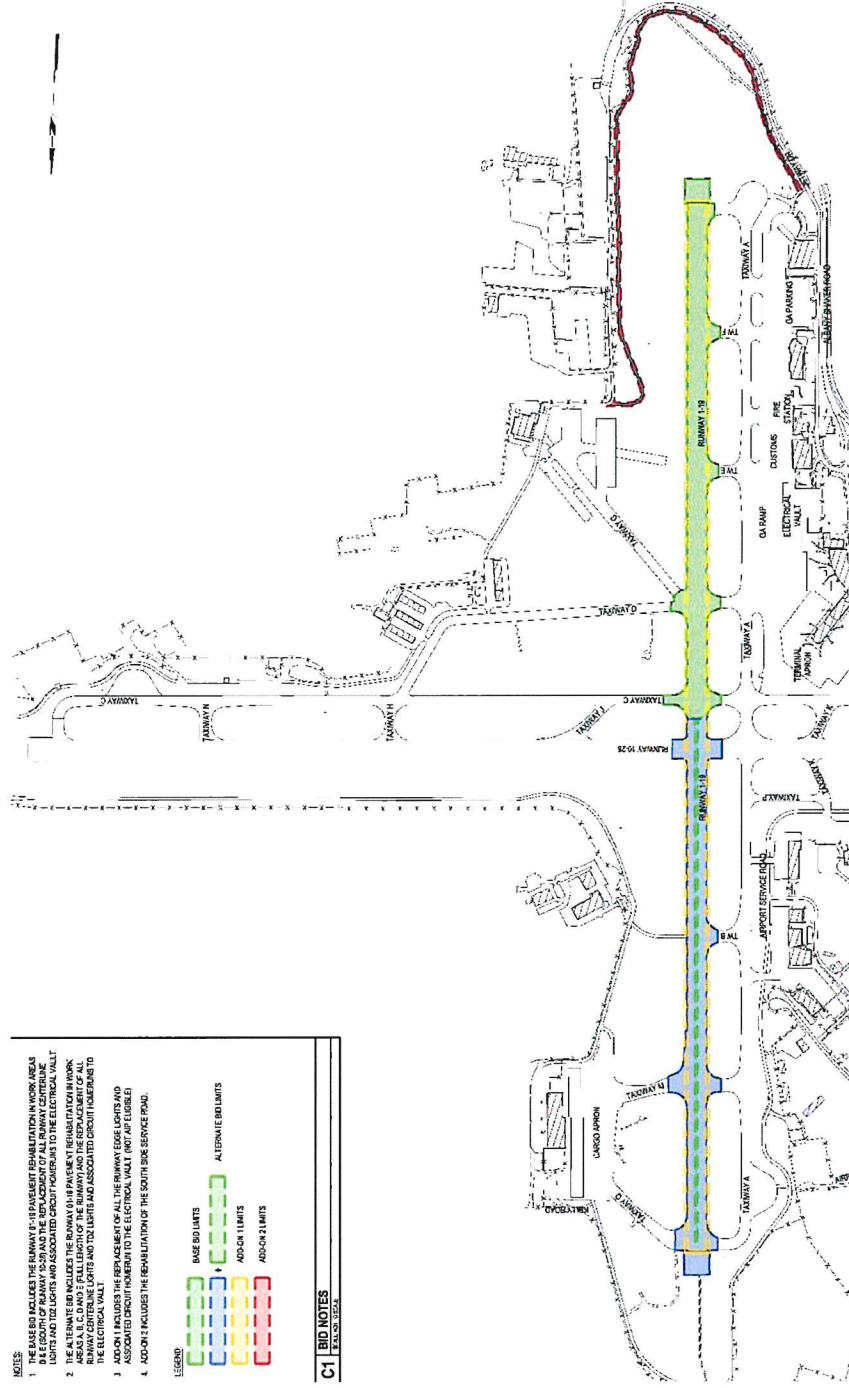 NOTES:
1. THE BASE BID INCLUDES THE RUNWAY 01-19 PAVEMENT REHABILITATION IN WORK AREAS
D & E (SOUTH OF RUNWAY 10-28) AND THE REPLACEMENT OF ALL RUNWAY CENTERLINE
LIGHTS AND TDZ LIGHTS AND ASSOCIATED CIRCUIT HOMERUNS TO THE ELECTRICAL VAULT.
2. THE ALTERNATE BID INCLUDES THE RUNWAY 01-19 PAVEMENT REHABILITATION IN WORK
AREAS A, B, C, D AND E (FULL LENGTH OF THE RUNWAY) AND THE REPLACEMENT OF ALL
RUNWAY CENTERLINE LIGHTS AND TDZ LIGHTS AND ASSOCIATED CIRCUIT HOMERUNS TO
THE ELECTRICAL VAULT.
3. ADD-ON 1 INCLUDES THE REPLACEMENT OF ALL THE RUNWAY EDGE LIGHTS AND
ASSOCIATED CIRCUIT HOMERUN TO THE ELECTRICAL VAULT. (NOT AIP ELIGIBLE)
4. ADD-ON 2 INCLUDES THE REHABILITATION OF THE SOUTH SIDE SERVICE ROAD.
LEGEND:
BASE BID LIMITS
+
ALTERNATE BID LIMITS
ADD-ON 1 LIMITS
ADD-ON 2 LIMITS
C1
BID NOTES
TAXIWAY C
TAXIWAY N
TAXIWAY H
TAXIWAY J
TAXIWAY C
RUNWAY 10-28
TAXIWAY D
TAXIWAY G
CARGO APRON
KELLY ROAD
TAXIWAY G
TAXIWAY N
TW B
RUNWAY 1-19
TW E
RUNWAY 1-19
TW F
TAXIWAY A
TAXIWAY P
TAXIWAY K
TAXIWAY K
AIRPORT SERVICE ROAD
TAXIWAY A
TERMINAL
APRON
GA RAMP
ELECTRICAL
VAULT
CUSTOMS
FIRE
STATION
GA PARKING
TAXIWAY A
ALBANY SHAKER ROAD